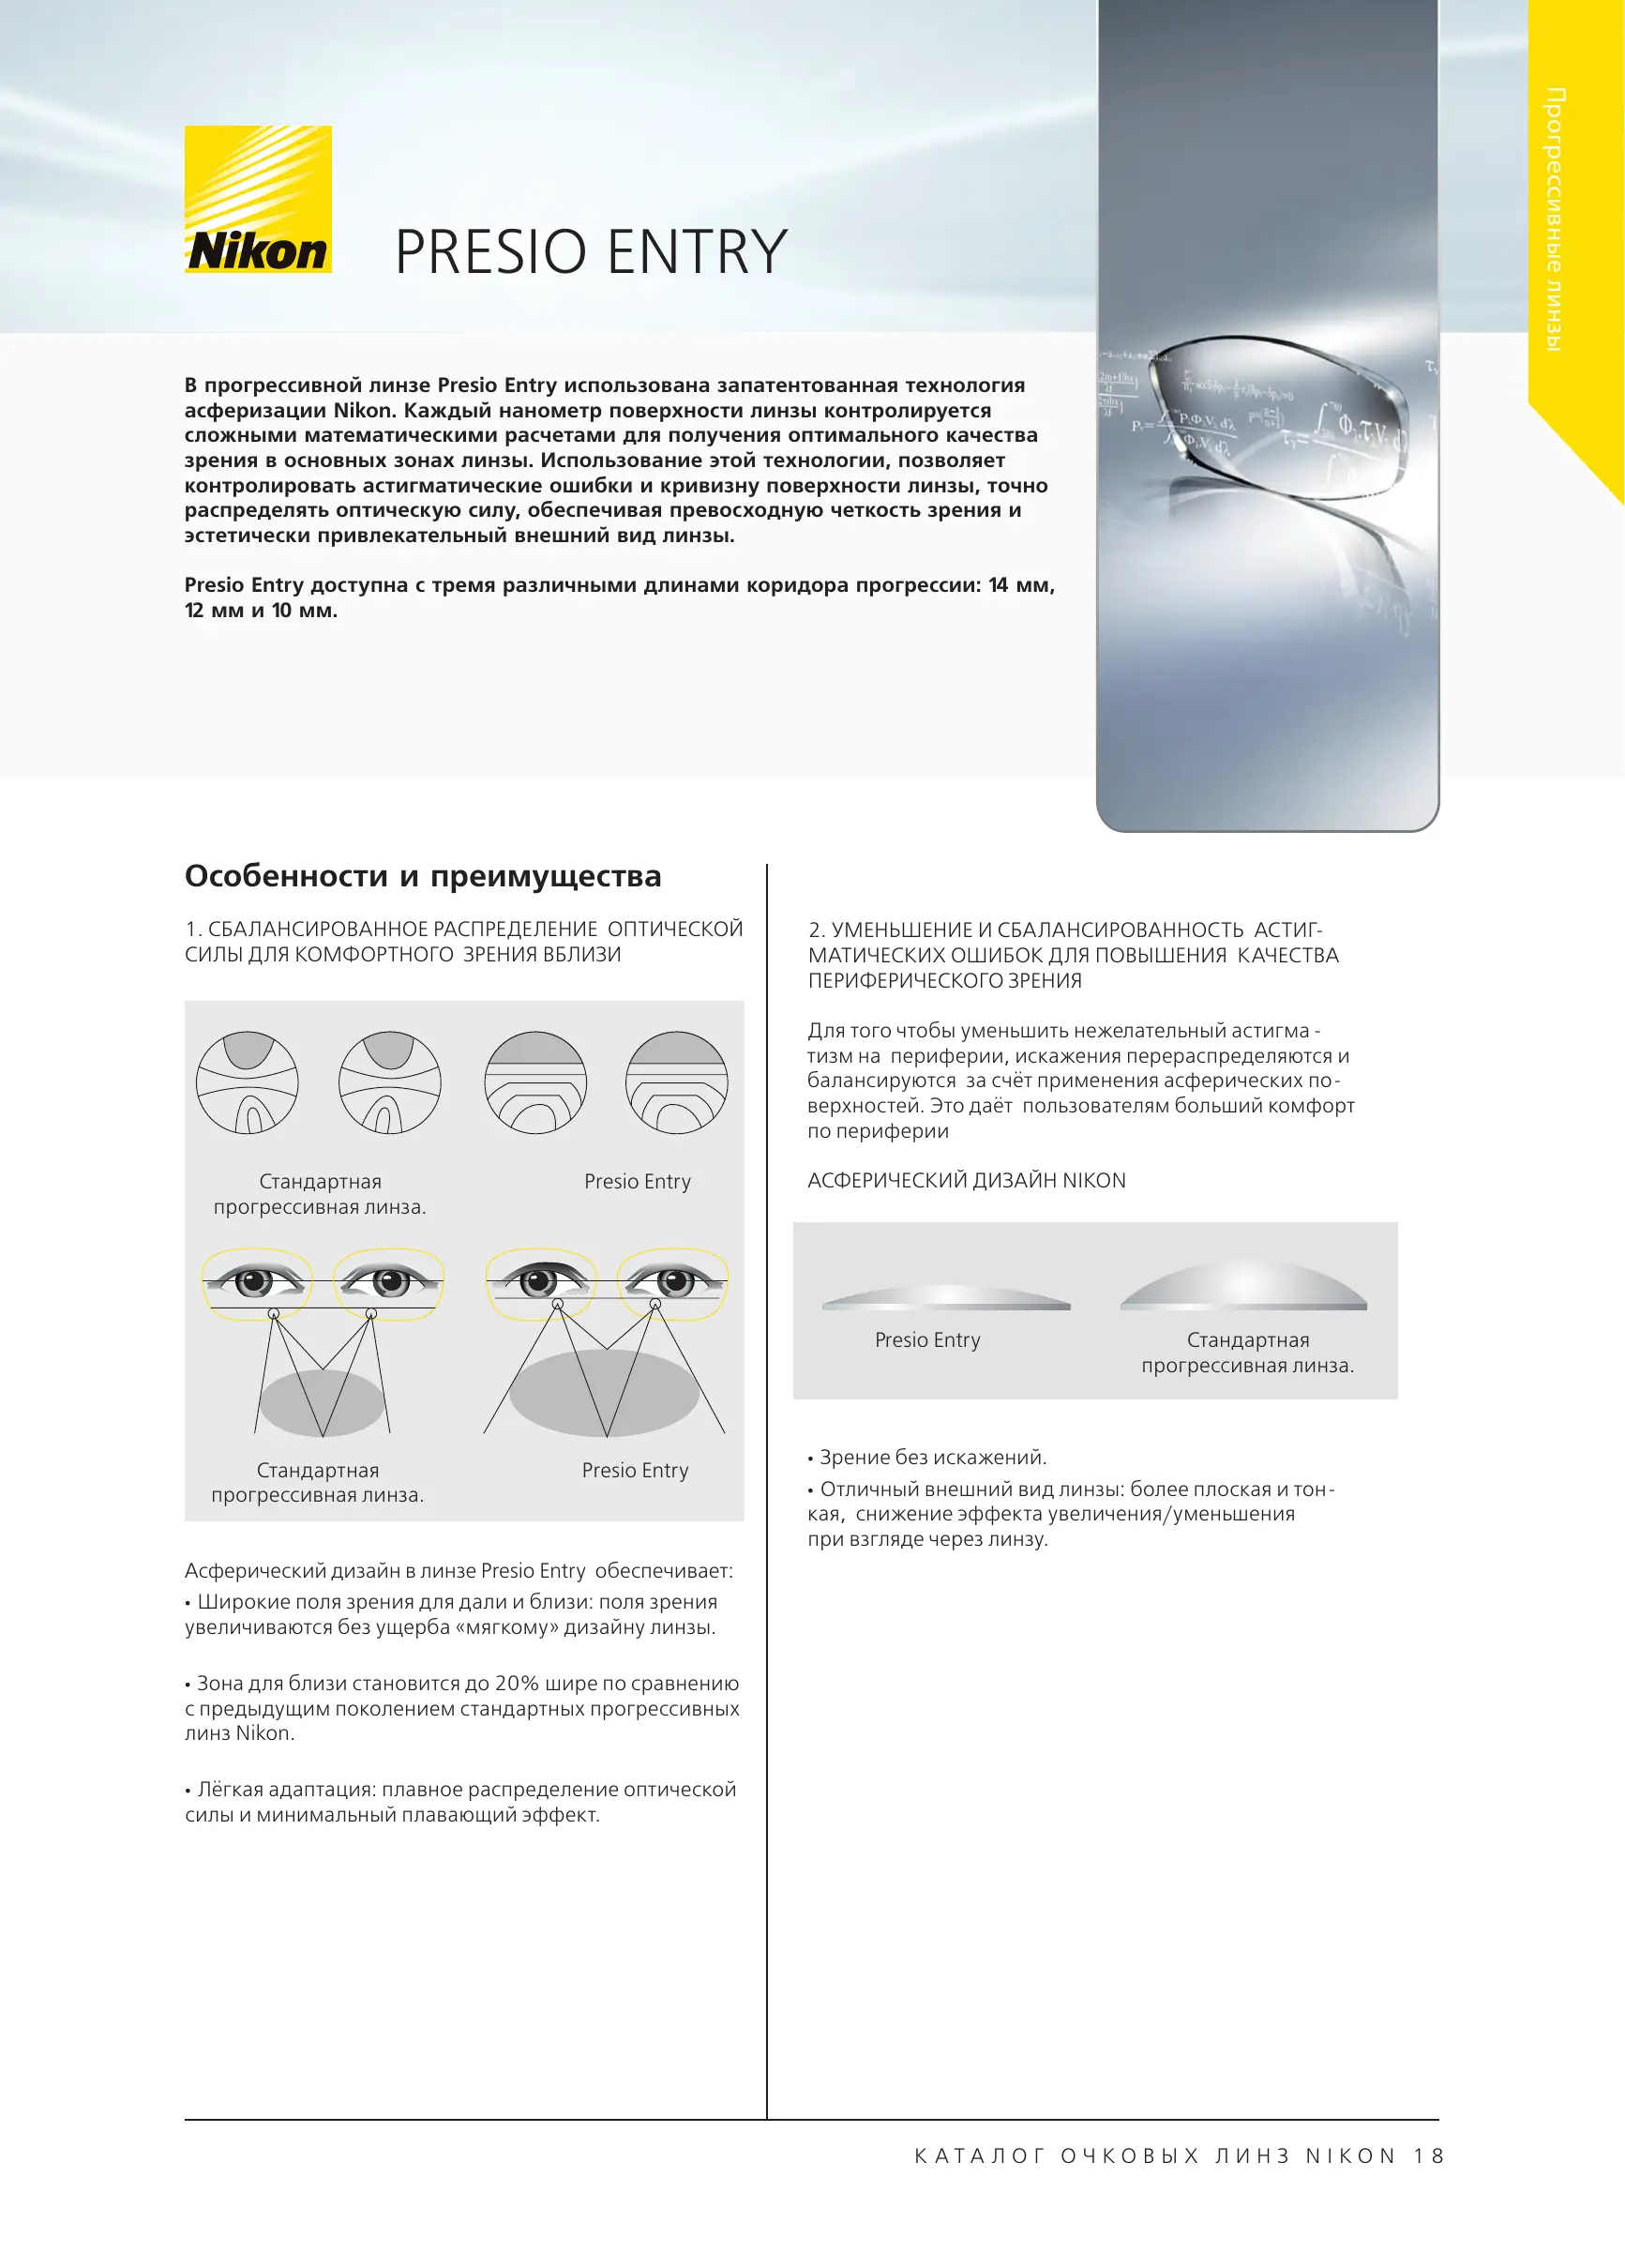 Прогрессивные линзы
Nikon
PRESIO ENTRY
В прогрессивной линзе Presio Entry использована запатентованная технология
асферизации Nikon. Каждый нанометр поверхности линзы контролируется
сложными математическими расчетами для получения оптимального качества
зрения в основных зонах линзы. Использование этой технологии, позволяет
контролировать астигматические ошибки и кривизну поверхности линзы, точно
распределять оптическую силу, обеспечивая превосходную четкость зрения и
эстетически привлекательный внешний вид линзы.
Presio Entry доступна с тремя различными длинами коридора прогрессии: 14 мм,
12 мм и 10 мм.
Особенности и преимущества
1. СБАЛАНСИРОВАННОЕ РАСПРЕДЕЛЕНИЕ ОПТИЧЕСКОЙ
СИЛЫ ДЛЯ КОМФОРТНОГО ЗРЕНИЯ ВБЛИЗИ
Стандартная
прогрессивная линза.
Presio Entry
Стандартная
прогрессивная линза.
Presio Entry
Асферический дизайн в линзе Presio Entry обеспечивает:
• Широкие поля зрения для дали и близи: поля зрения
увеличиваются без ущерба «мягкому» дизайну линзы.
• Зона для близи становится до 20% шире по сравнению
с предыдущим поколением стандартных прогрессивных
линз Nikon.
• Лёгкая адаптация: плавное распределение оптической
силы и минимальный плавающий эффект.
2. УМЕНЬШЕНИЕ И СБАЛАНСИРОВАННОСТЬ АСТИГ-
МАТИЧЕСКИХ ОШИБОК ДЛЯ ПОВЫШЕНИЯ КАЧЕСТВА
ПЕРИФЕРИЧЕСКОГО ЗРЕНИЯ
Для того чтобы уменьшить нежелательный астигма -
тизм на периферии, искажения перераспределяются и
балансируются за счёт применения асферических по-
верхностей. Это даёт пользователям больший комфорт
по периферии
АСФЕРИЧЕСКИЙ ДИЗАЙН NIKON
Presio Entry
Стандартная
прогрессивная линза.
• Зрение без искажений.
• Отличный внешний вид линзы: более плоская и тон-
кая, снижение эффекта увеличения/уменьшения
при взгляде через линзу.
КАТАЛОГ ОЧКОВЫХ ЛИНЗ NIKON 18